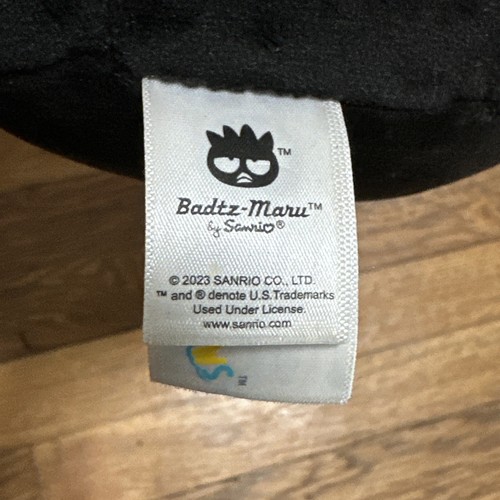 TM
Badtz-Maru™
by Sanrio®
© 2023 SANRIO CO., LTD.
™ and ® denote U.S. Trademarks
Used Under License.
www.sanrio.com
TM